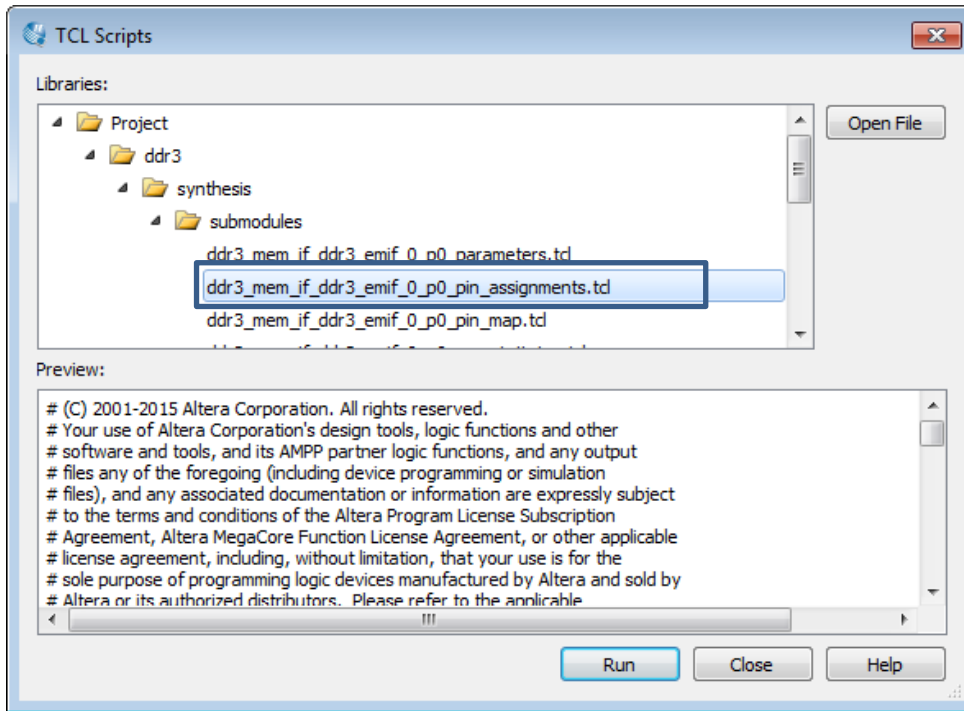 TCL Scripts
Libraries:
Project
Open File
ddr3
synthesis
submodules
ddr3_mem_if_ddr3_emif_0_p0_parameters.tcl
ddr3_mem_if_ddr3_emif_0_p0_pin_assignments.tcl
ddr3_mem_if_ddr3_emif_0_p0_pin_map.tcl
Preview:
# (C) 2001-2015 Altera Corporation. All rights reserved.
# Your use of Altera Corporation's design tools, logic functions and other
# software and tools, and its AMPP partner logic functions, and any output
# files any of the foregoing (including device programming or simulation
# files), and any associated documentation or information are expressly subject
# to the terms and conditions of the Altera Program License Subscription
# Agreement, Altera MegaCore Function License Agreement, or other applicable
# license agreement, including, without limitation, that your use is for the
# sole purpose of programming logic devices manufactured by Altera and sold by
# Altera or its authorized distributors.  Please refer to the applicable
Run
Close
Help